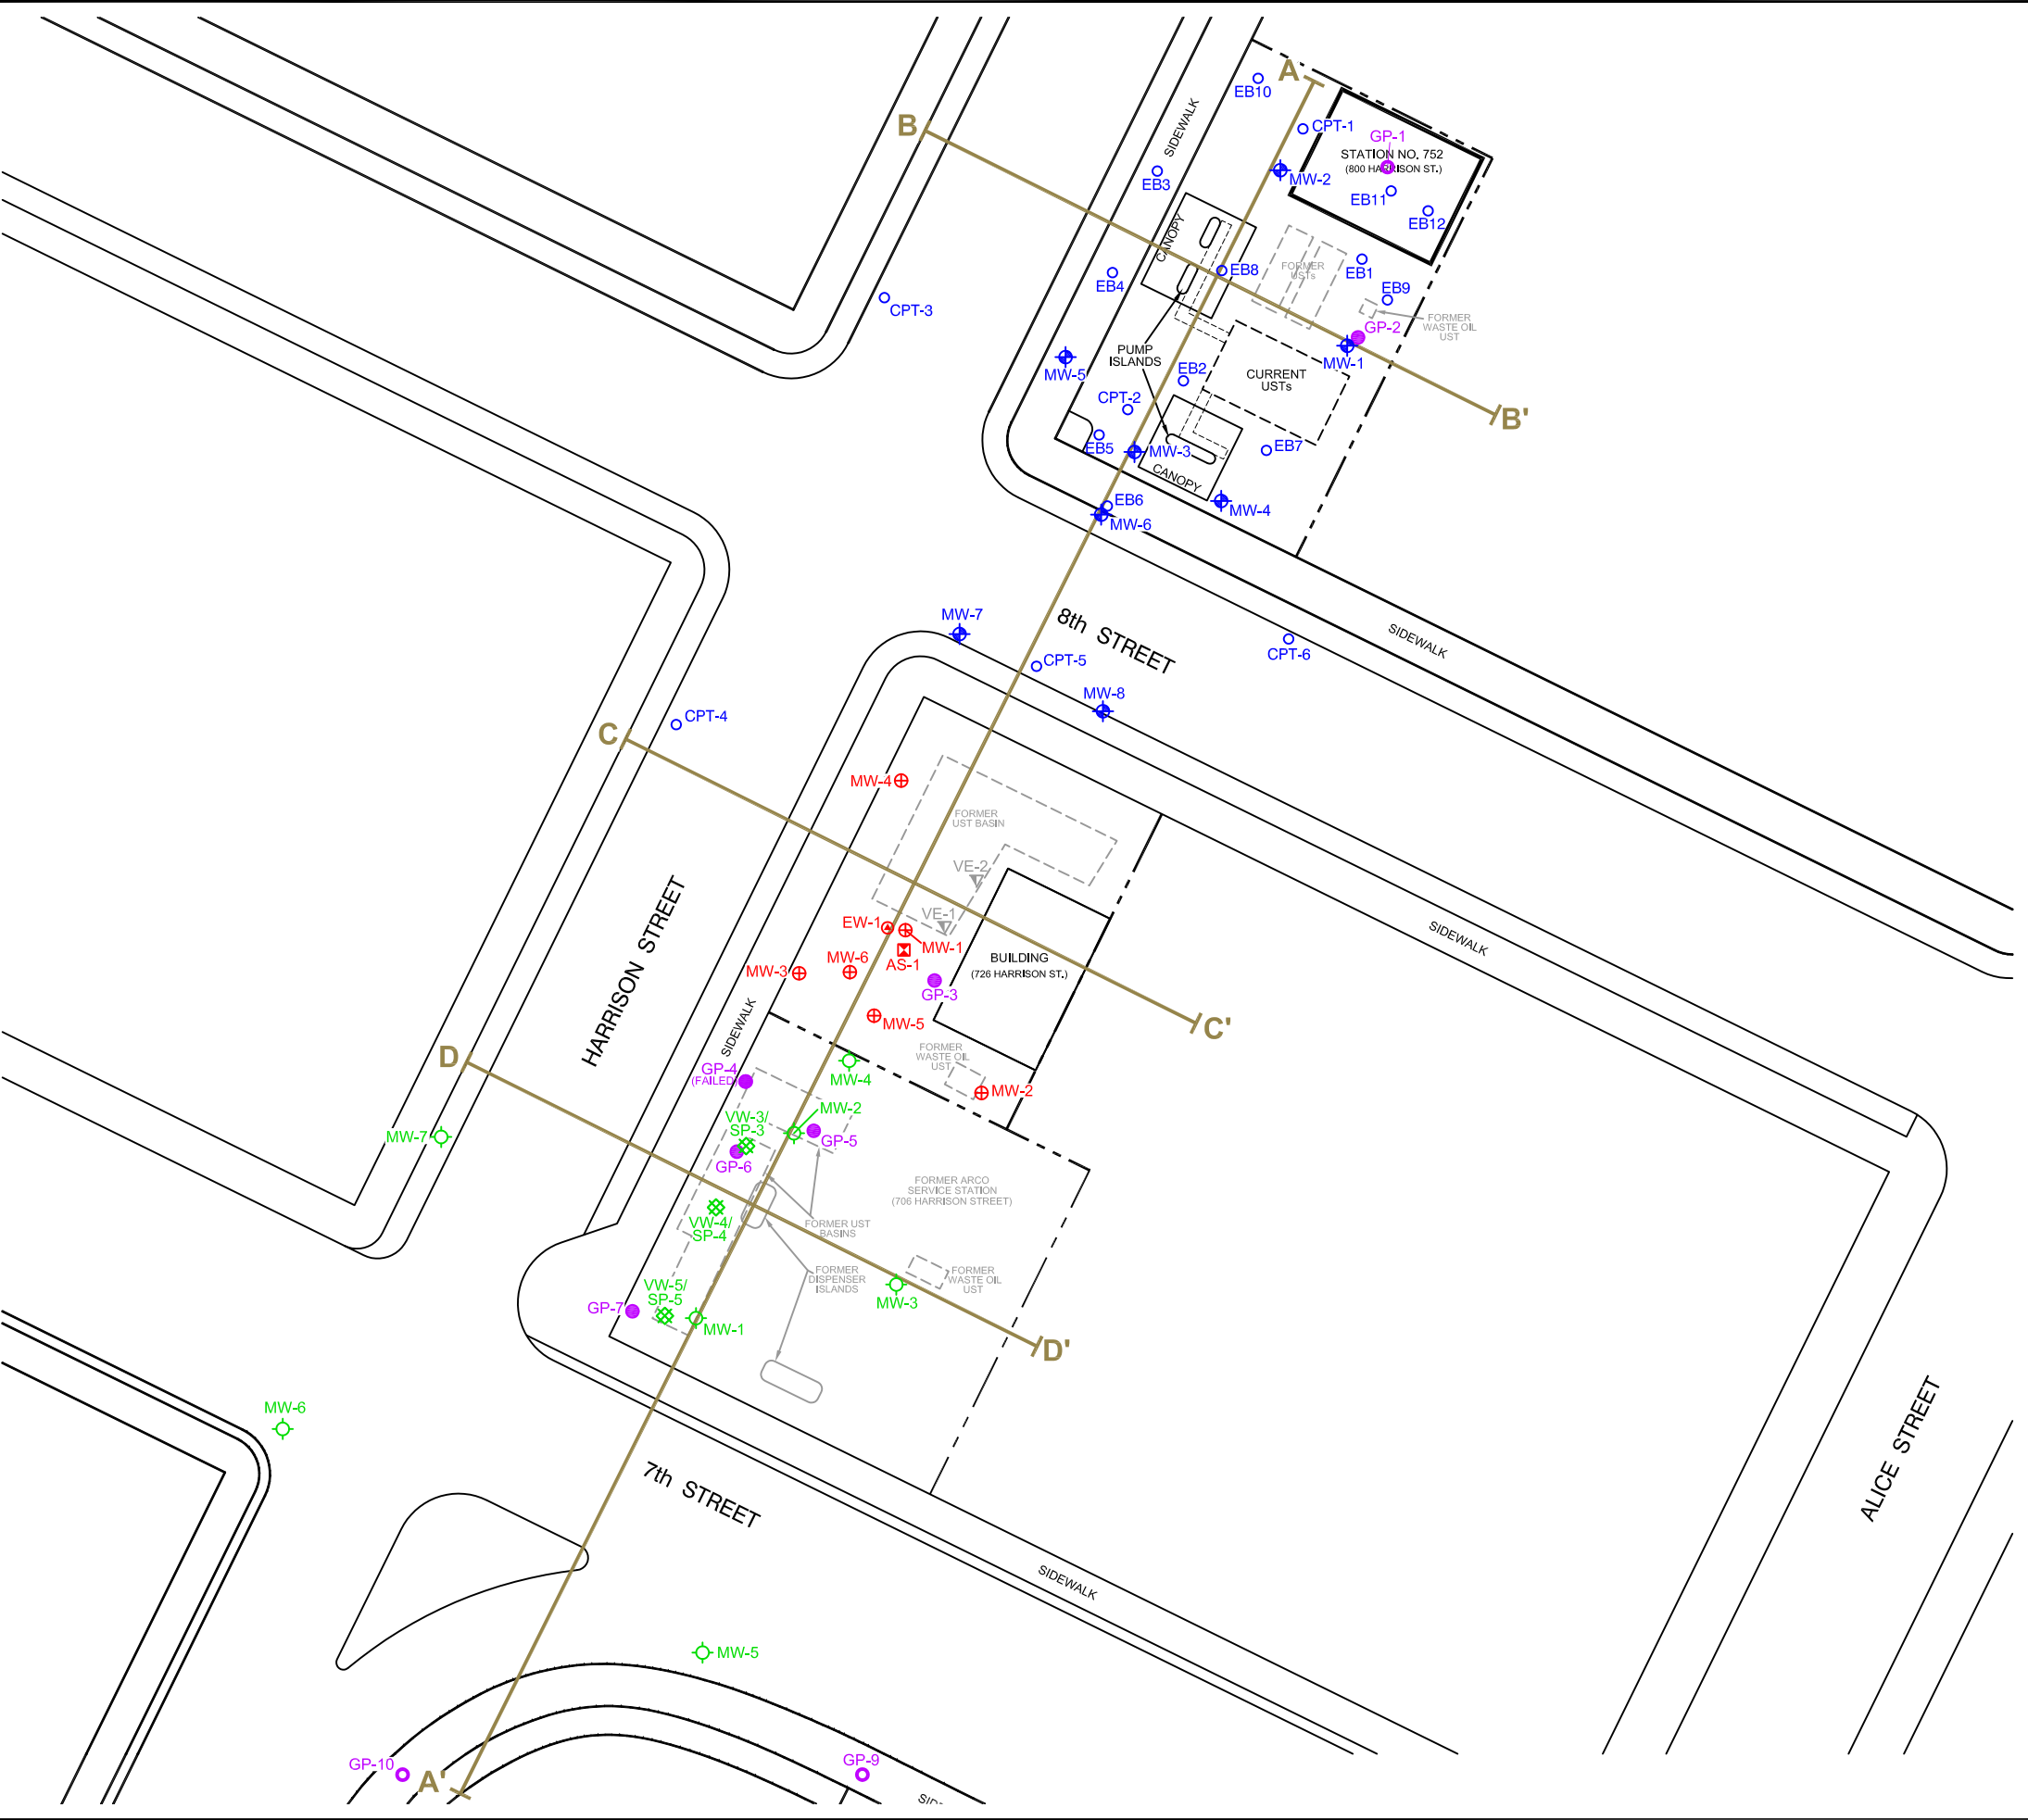 A
EB10
CPT-1
GP-1
STATION NO. 752
(800 HARRISON ST.)
B
SIDEWALK
MW-2
EB3
EB11
EB12
CANOPY
EB8
FORMER
USTs
EB1
EB4
EB9
CPT-3
FORMER
WASTE OIL
UST
GP-2
MW-1
PUMP
ISLANDS
MW-5
EB2
CURRENT
USTs
CPT-2
B'
EB5
MW-3
EB7
CANOPY
EB6
MW-4
MW-6
MW-7
8th STREET
SIDEWALK
CPT-5
CPT-6
MW-8
CPT-4
C
MW-4
FORMER
UST BASIN
VE-2
VE-1
EW-1
MW-1
SIDEWALK
HARRISON STREET
MW-6
AS-1
BUILDING
(726 HARRISON ST.)
MW-3
GP-3
MW-5
C'
SIDEWALK
FORMER
WASTE OIL
UST
D
GP-4
(FAILED)
MW-4
MW-2
MW-2
VW-3/
SP-3
MW-7
GP-5
GP-6
FORMER ARCO
SERVICE STATION
(706 HARRISON STREET)
VW-4/
SP-4
FORMER UST
BASINS
FORMER
DISPENSER
ISLANDS
FORMER
WASTE OIL
UST
VW-5/
SP-5
MW-3
GP-7
MW-1
D'
MW-6
ALICE STREET
7th STREET
SIDEWALK
MW-5
GP-10
GP-9
A'